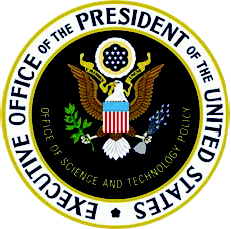 EXECUTIVE OFFICE OF THE PRESIDENT OF THE UNITED STATES
OFFICE OF SCIENCE AND TECHNOLOGY POLICY